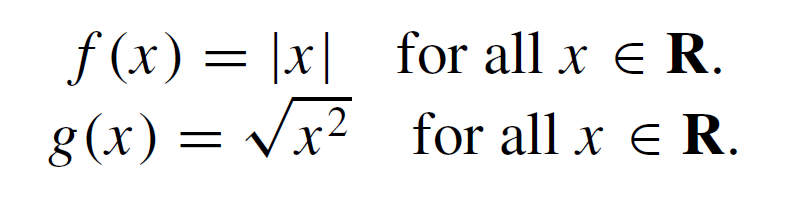 f(x) = |x| for all x ∈ R.
g(x) = √x² for all x ∈ R.